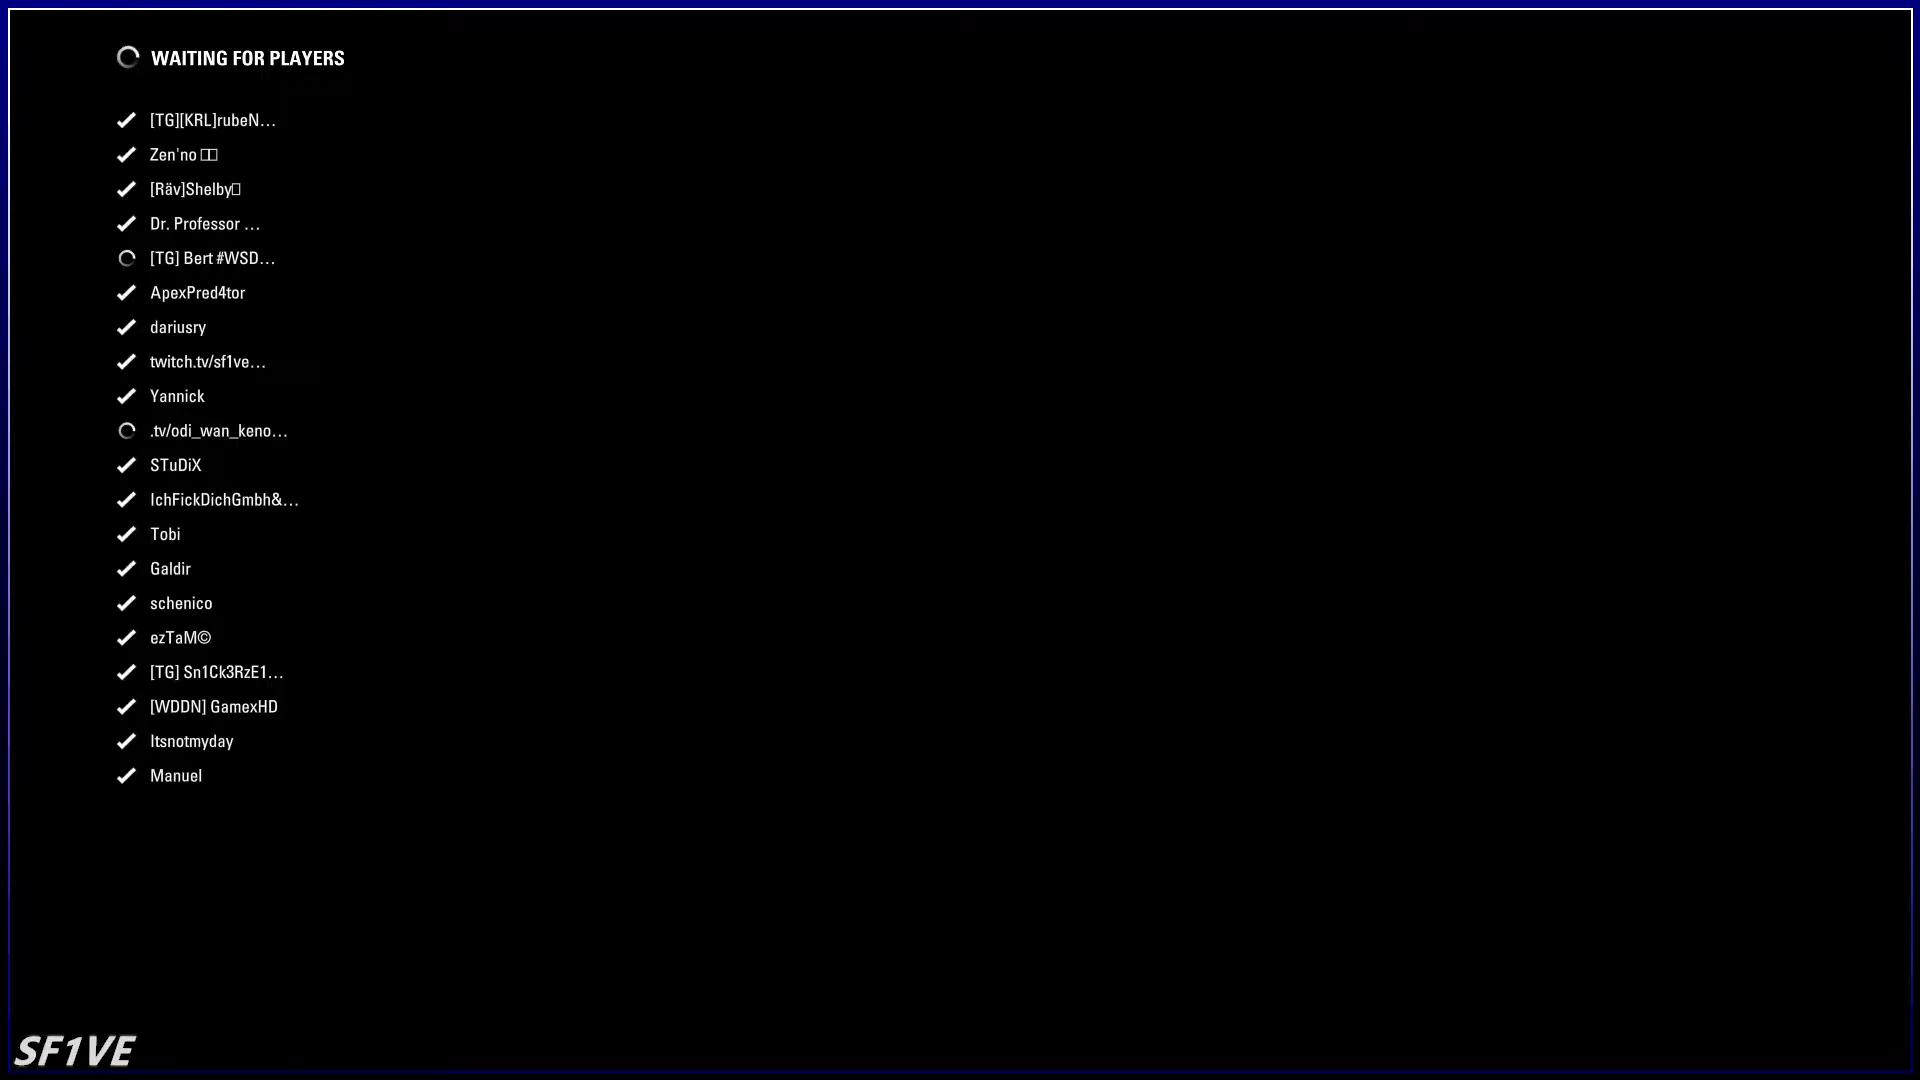 WAITING FOR PLAYERS
[TG][KRL]rubeN...
Zen'no □□
[Räv]Shelby□
Dr. Professor ...
[TG] Bert #WSD...
ApexPred4tor
dariusry
twitch.tv/sf1ve...
Yannick
.tv/odi_wan_keno...
STuDiX
IchFickDichGmbh&...
Tobi
Galdir
schenico
ezTaM©
[TG] Sn1Ck3RzE1...
[WDDN] GamexHD
Itsnotmyday
Manuel
SF1VE